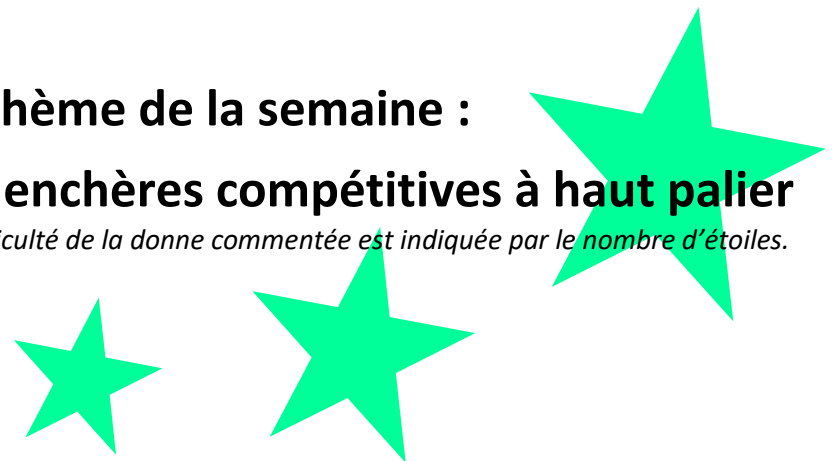 hème de la semaine :
enchères compétitives à haut palier
iculté de la donne commentée est indiquée par le nombre d'étoiles.